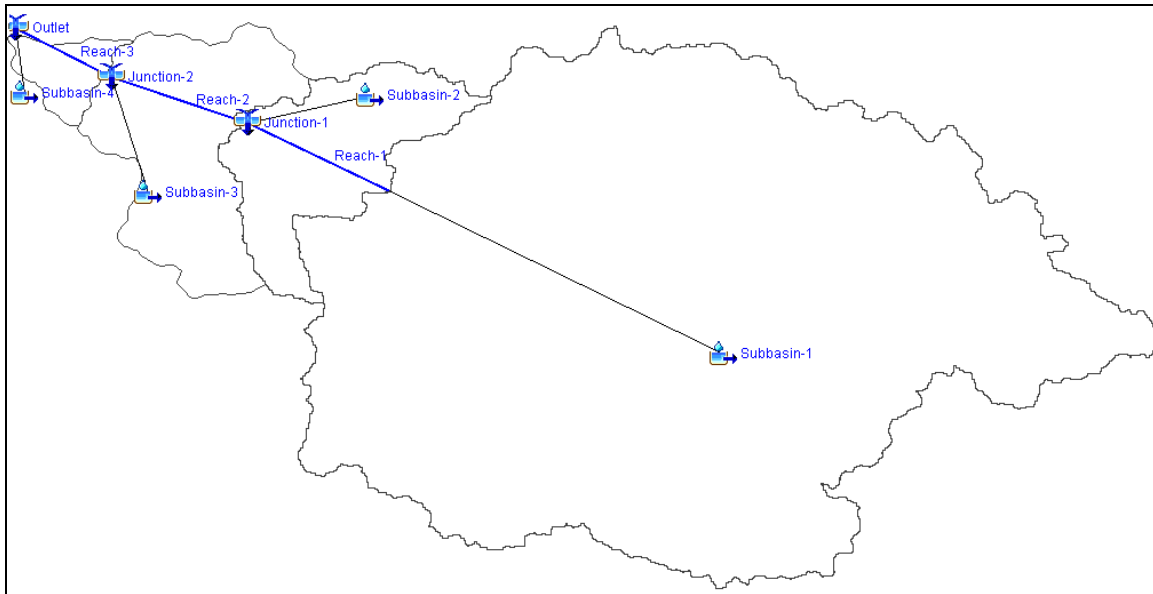 Outlet
Reach-3
Junction-2
Subbasin-4
Reach-2
Subbasin-2
Junction-1
Reach-1
Subbasin-3
Subbasin-1